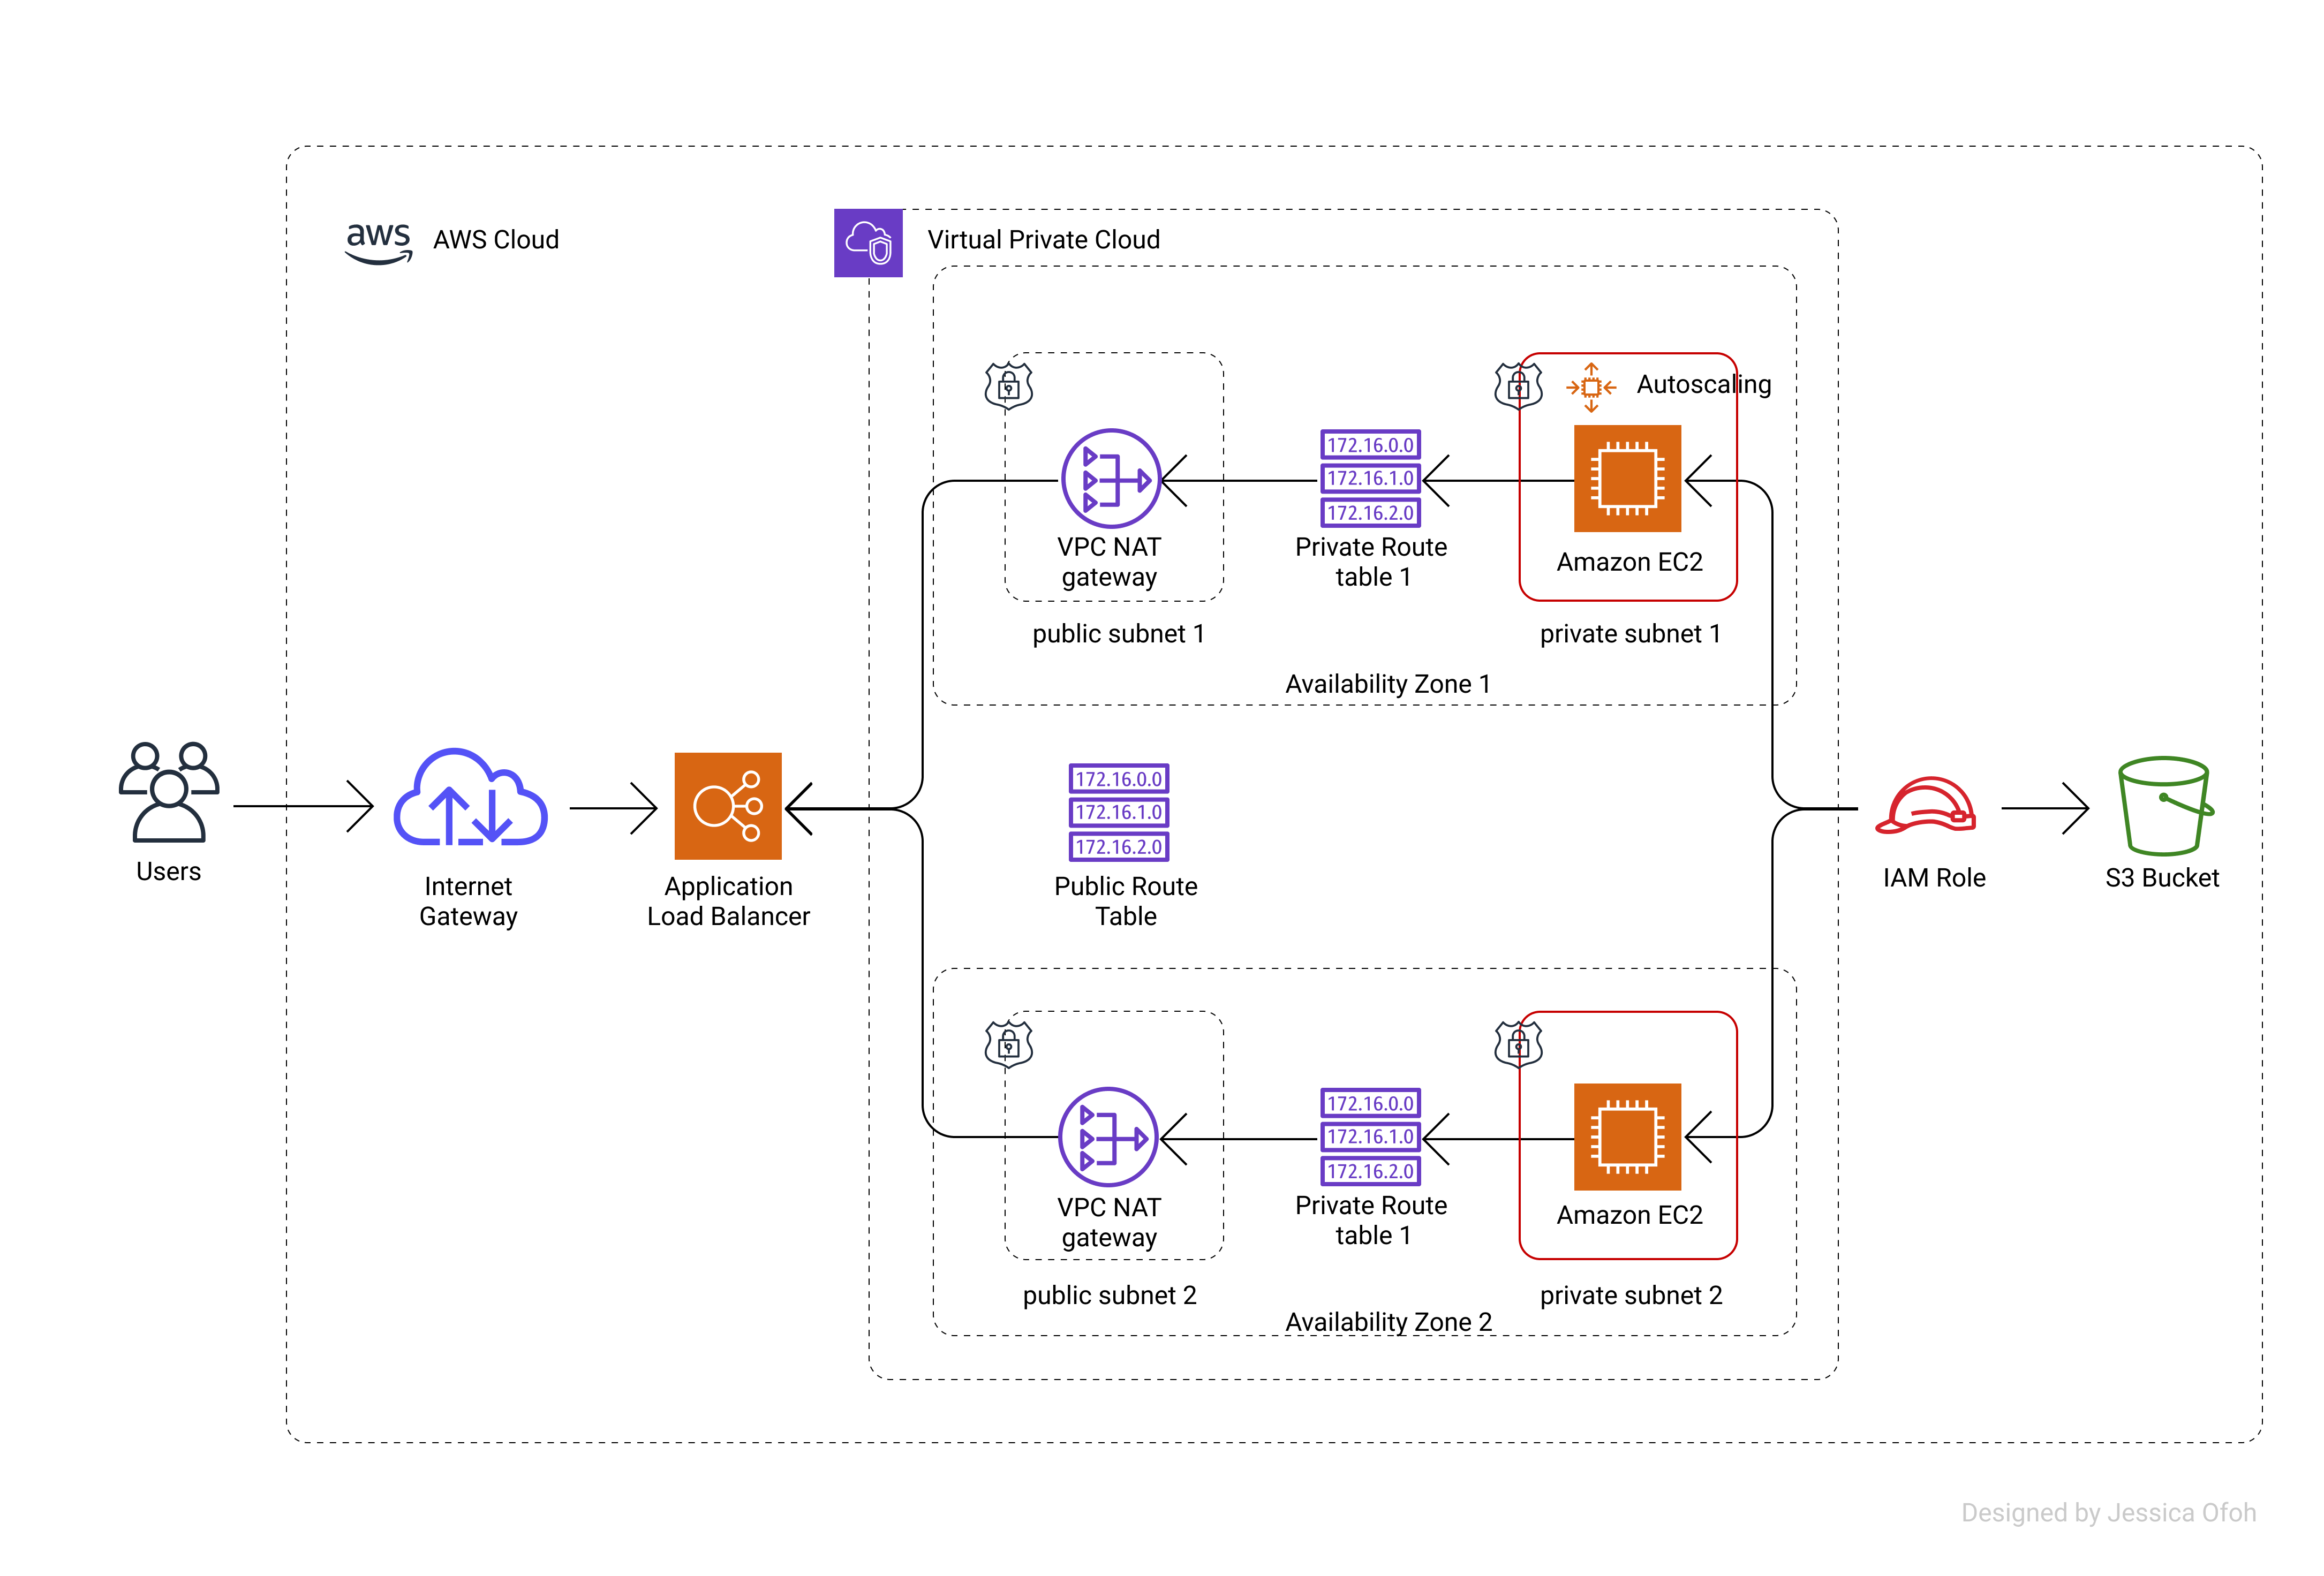 aws
AWS Cloud
Virtual Private Cloud
Autoscaling
172.16.0.0
172.16.1.0
172.16.2.0
VPC NAT
gateway
Private Route
table 1
Amazon EC2
public subnet 1
private subnet 1
Availability Zone 1
Users
Internet
Gateway
Application
Load Balancer
172.16.0.0
172.16.1.0
172.16.2.0
Public Route
Table
IAM Role
S3 Bucket
172.16.0.0
172.16.1.0
172.16.2.0
VPC NAT
gateway
Private Route
table 1
Amazon EC2
public subnet 2
private subnet 2
Availability Zone 2
Designed by Jessica Ofoh